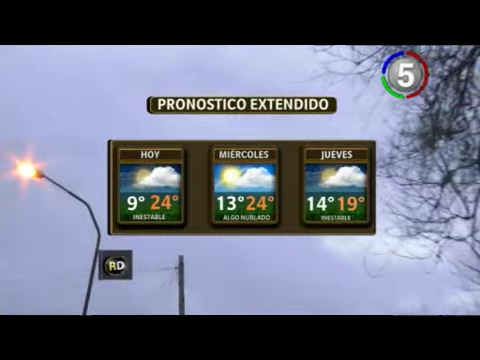 5
PRONOSTICO EXTENDIDO
HOY
9° 24°
INESTABLE
MIÉRCOLES
13° 24°
ALGO NUBLADO
JUEVES
14° 19°
INESTABLE
RD